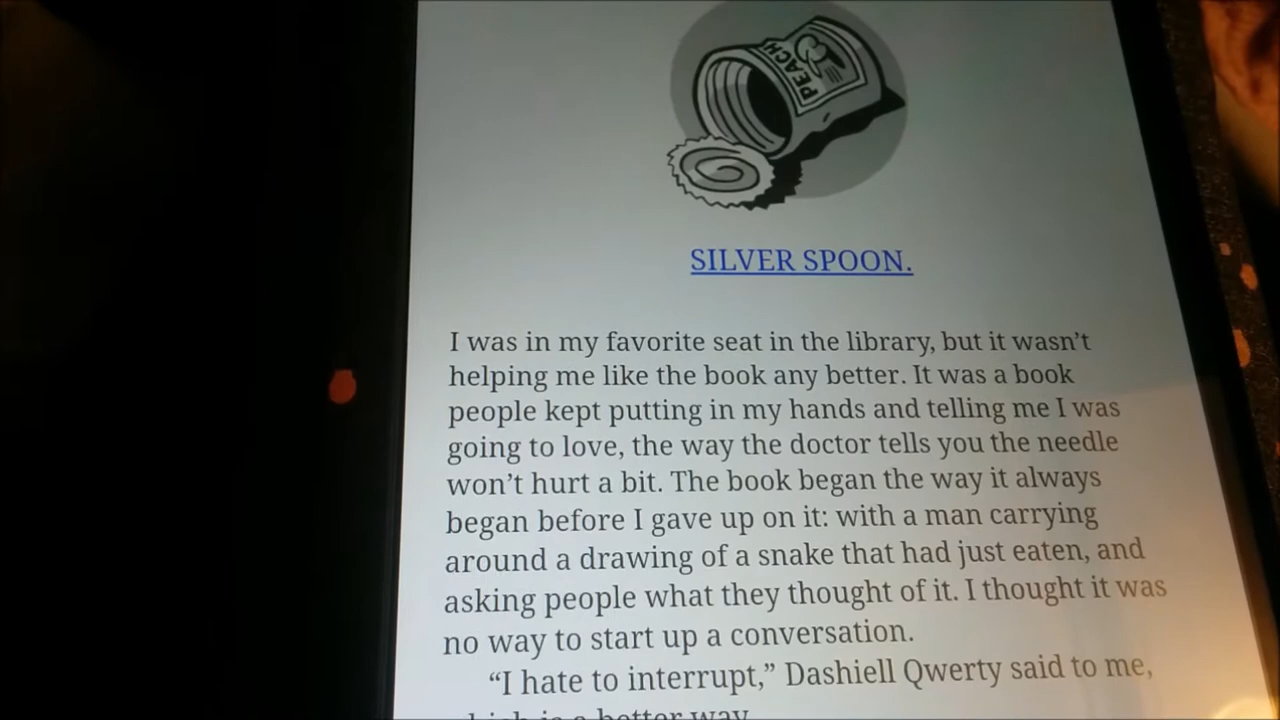 PEACH
SILVER SPOON.
I was in my favorite seat in the library, but it wasn’t
helping me like the book any better. It was a book
people kept putting in my hands and telling me I was
going to love, the way the doctor tells you the needle
won’t hurt a bit. The book began the way it always
began before I gave up on it: with a man carrying
around a drawing of a snake that had just eaten, and
asking people what they thought of it. I thought it was
no way to start up a conversation.
“I hate to interrupt,” Dashiell Qwerty said to me,
which is a better way